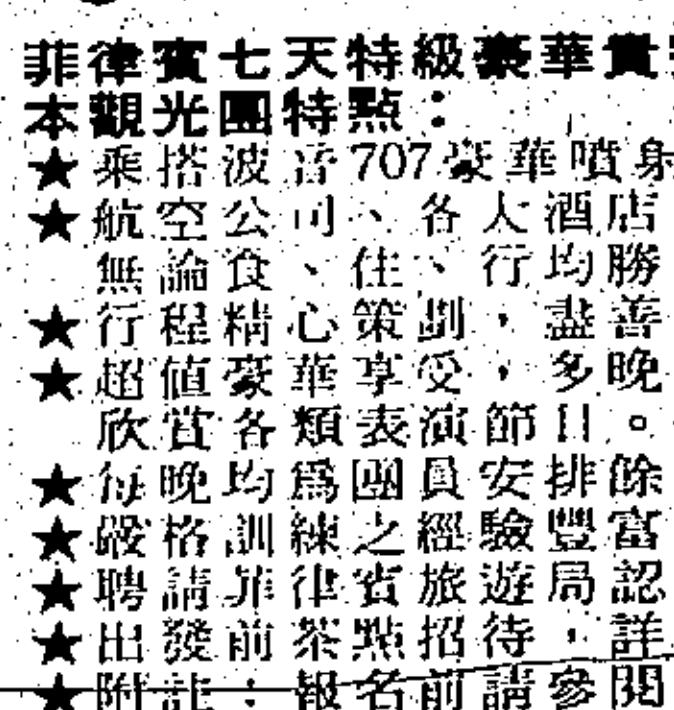 菲律賓七天特級豪華貴
本觀光團特點：
★乘搭波音707豪華噴射
★航空公司、各大酒店
無論食、住、行均勝
★行程精心策劃，盡善
★超值豪華享受，多晚
欣賞各類表演節目。
★每晚均爲團員安排餘
★嚴格訓練之經驗豐富
★聘請菲律賓旅遊局認
★出發前茶點招待，詳
★附註：報名前請參閱